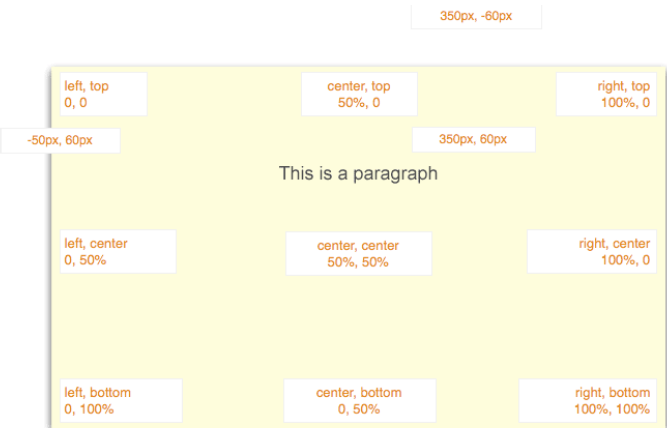 350px, -60px
left, top
0, 0
center, top
50%, 0
right, top
100%, 0
-50px, 60px
350px, 60px
This is a paragraph
left, center
0, 50%
center, center
50%, 50%
right, center
100%, 0
left, bottom
0, 100%
center, bottom
0, 50%
right, bottom
100%, 100%